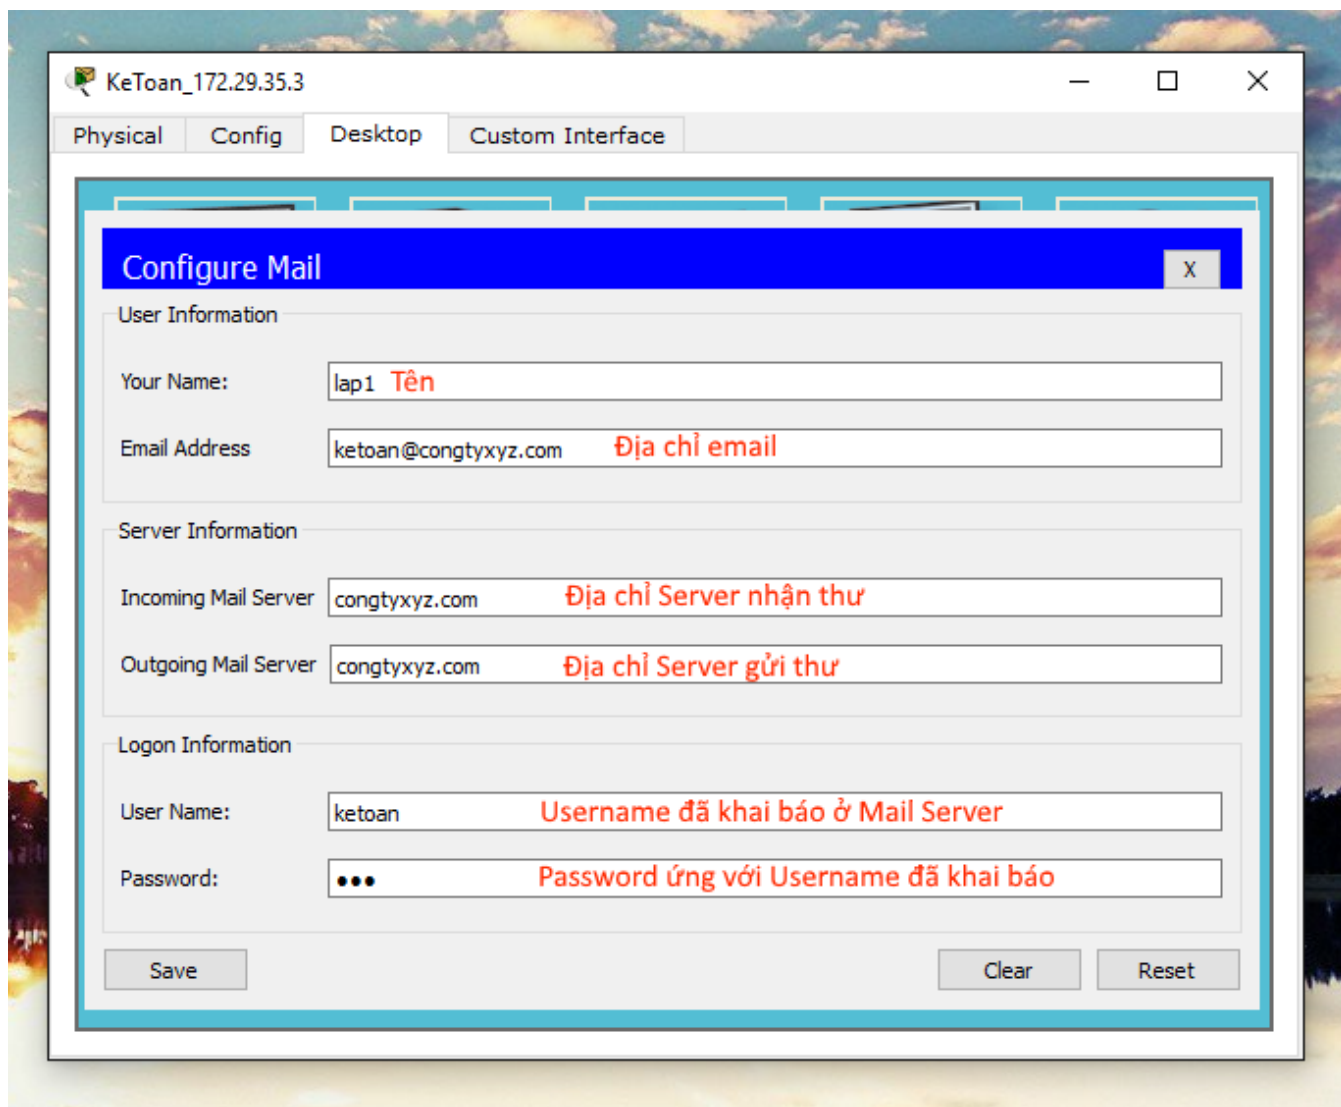 KeToan_172.29.35.3
Physical Config Desktop Custom Interface
Configure Mail X
User Information
Your Name: lap1 Tên
Email Address ketoan@congtyxyz.com Địa chỉ email
Server Information
Incoming Mail Server congtyxyz.com Địa chỉ Server nhận thư
Outgoing Mail Server congtyxyz.com Địa chỉ Server gửi thư
Logon Information
User Name: ketoan Username đã khai báo ở Mail Server
Password: ●●● Password ứng với Username đã khai báo
Save Clear Reset